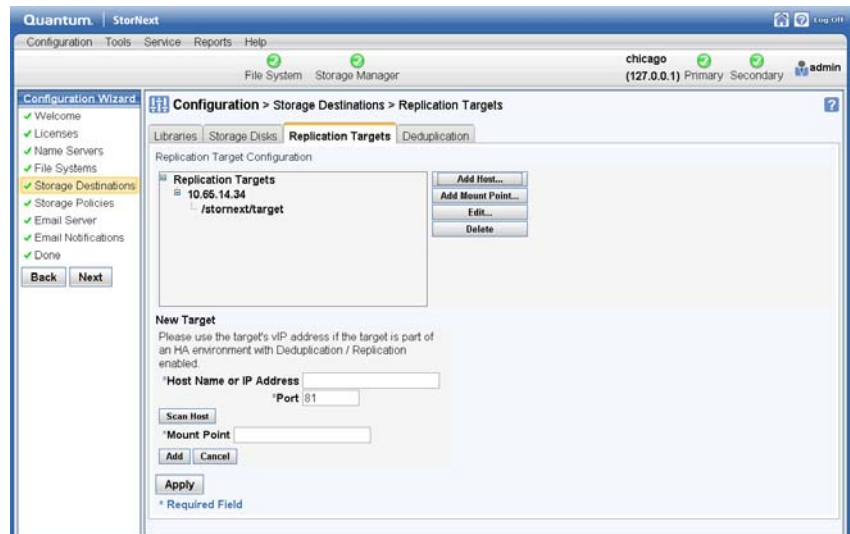 Quantum. StorNext
Log Off
Configuration Tools Service Reports Help
File System Storage Manager
chicago
(127.0.0.1) Primary Secondary
admin
Configuration Wizard
Welcome
Licenses
Name Servers
File Systems
Storage Destinations
Storage Policies
Email Server
Email Notifications
Done
Back Next
Configuration > Storage Destinations > Replication Targets
Libraries Storage Disks Replication Targets Deduplication
Replication Target Configuration
Replication Targets
10.65.14.34
/stornext/target
Add Host...
Add Mount Point...
Edit...
Delete
New Target
Please use the target's vIP address if the target is part of
an HA environment with Deduplication / Replication
enabled.
*Host Name or IP Address
*Port 81
Scan Host
*Mount Point
Add Cancel
Apply
* Required Field